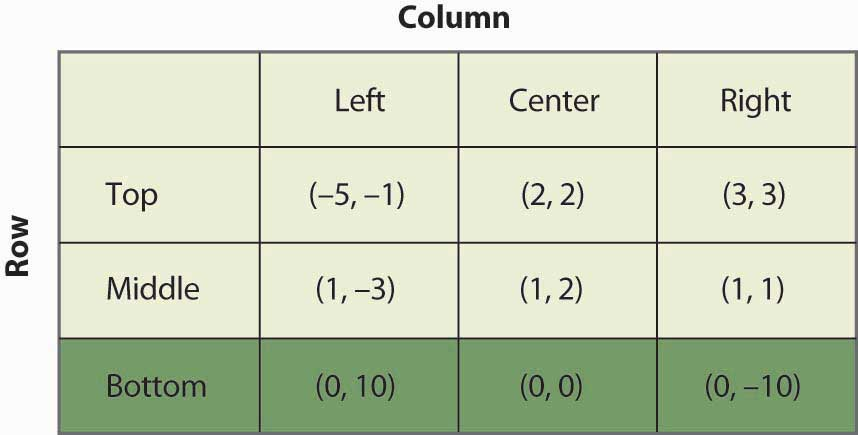 Column
Left Center Right
Row
Top (–5, –1) (2, 2) (3, 3)
Middle (1, –3) (1, 2) (1, 1)
Bottom (0, 10) (0, 0) (0, –10)